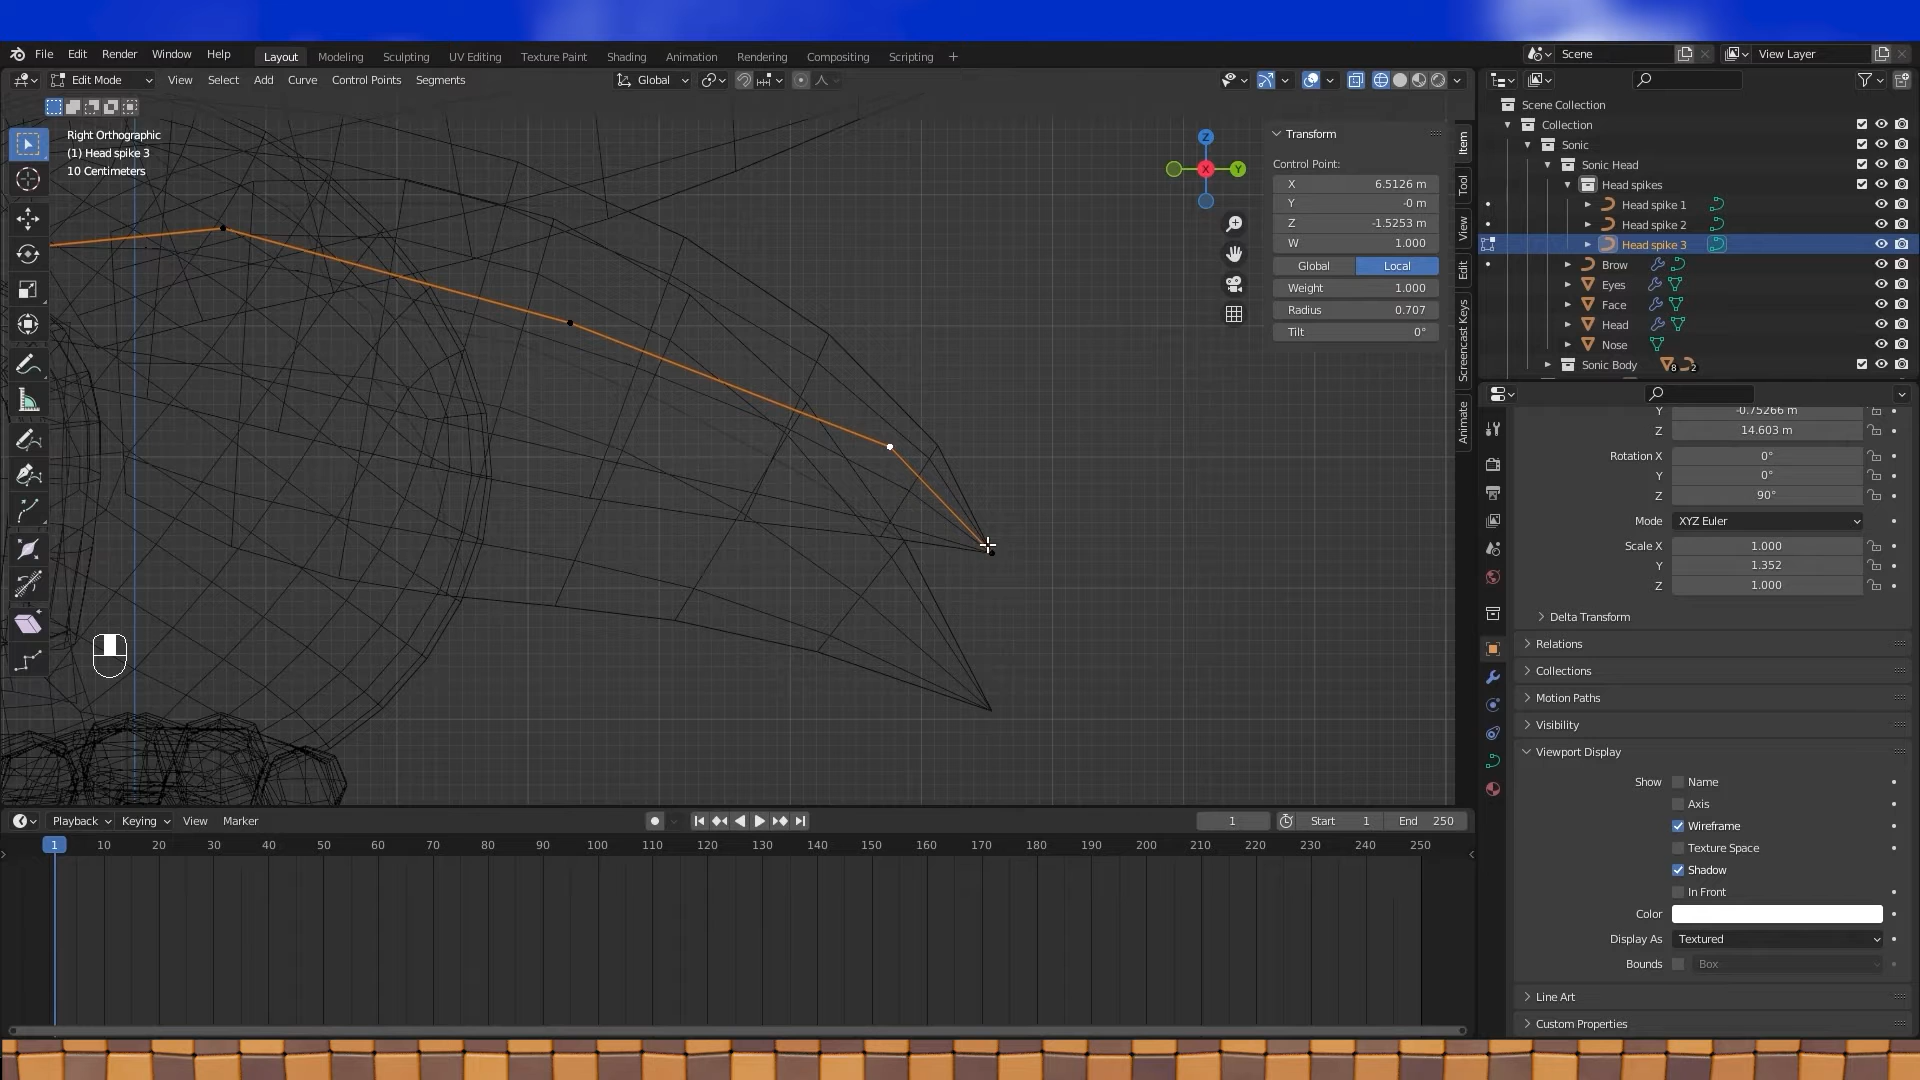 File Edit Render Window Help Layout Modeling Sculpting UV Editing Texture Paint Shading Animation Rendering Compositing Scripting + Scene View Layer
Edit Mode View Select Add Curve Control Points Segments Global
Right Orthographic
(1) Head spike 3
10 Centimeters
Z
Y
X
Transform
Control Point:
X 6.5126 m
Y -0 m
Z -1.5253 m
W 1.000
Global Local
Weight 1.000
Radius 0.707
Tilt 0°
Item
Tool
View
Edit
Screencast Keys
Animate
Scene Collection
Collection
Sonic
Sonic Head
Head spikes
Head spike 1
Head spike 2
Head spike 3
Brow
Eyes
Face
Head
Nose
Sonic Body 8 2
Y -0.75266 m
Z 14.603 m
Rotation X 0°
Y 0°
Z 90°
Mode XYZ Euler
Scale X 1.000
Y 1.352
Z 1.000
Delta Transform
Relations
Collections
Motion Paths
Visibility
Viewport Display
Show Name
Axis
Wireframe
Texture Space
Shadow
In Front
Color
Display As Textured
Bounds Box
Line Art
Custom Properties
Playback Keying View Marker 1 Start 1 End 250
1 10 20 30 40 50 60 70 80 90 100 110 120 130 140 150 160 170 180 190 200 210 220 230 240 250